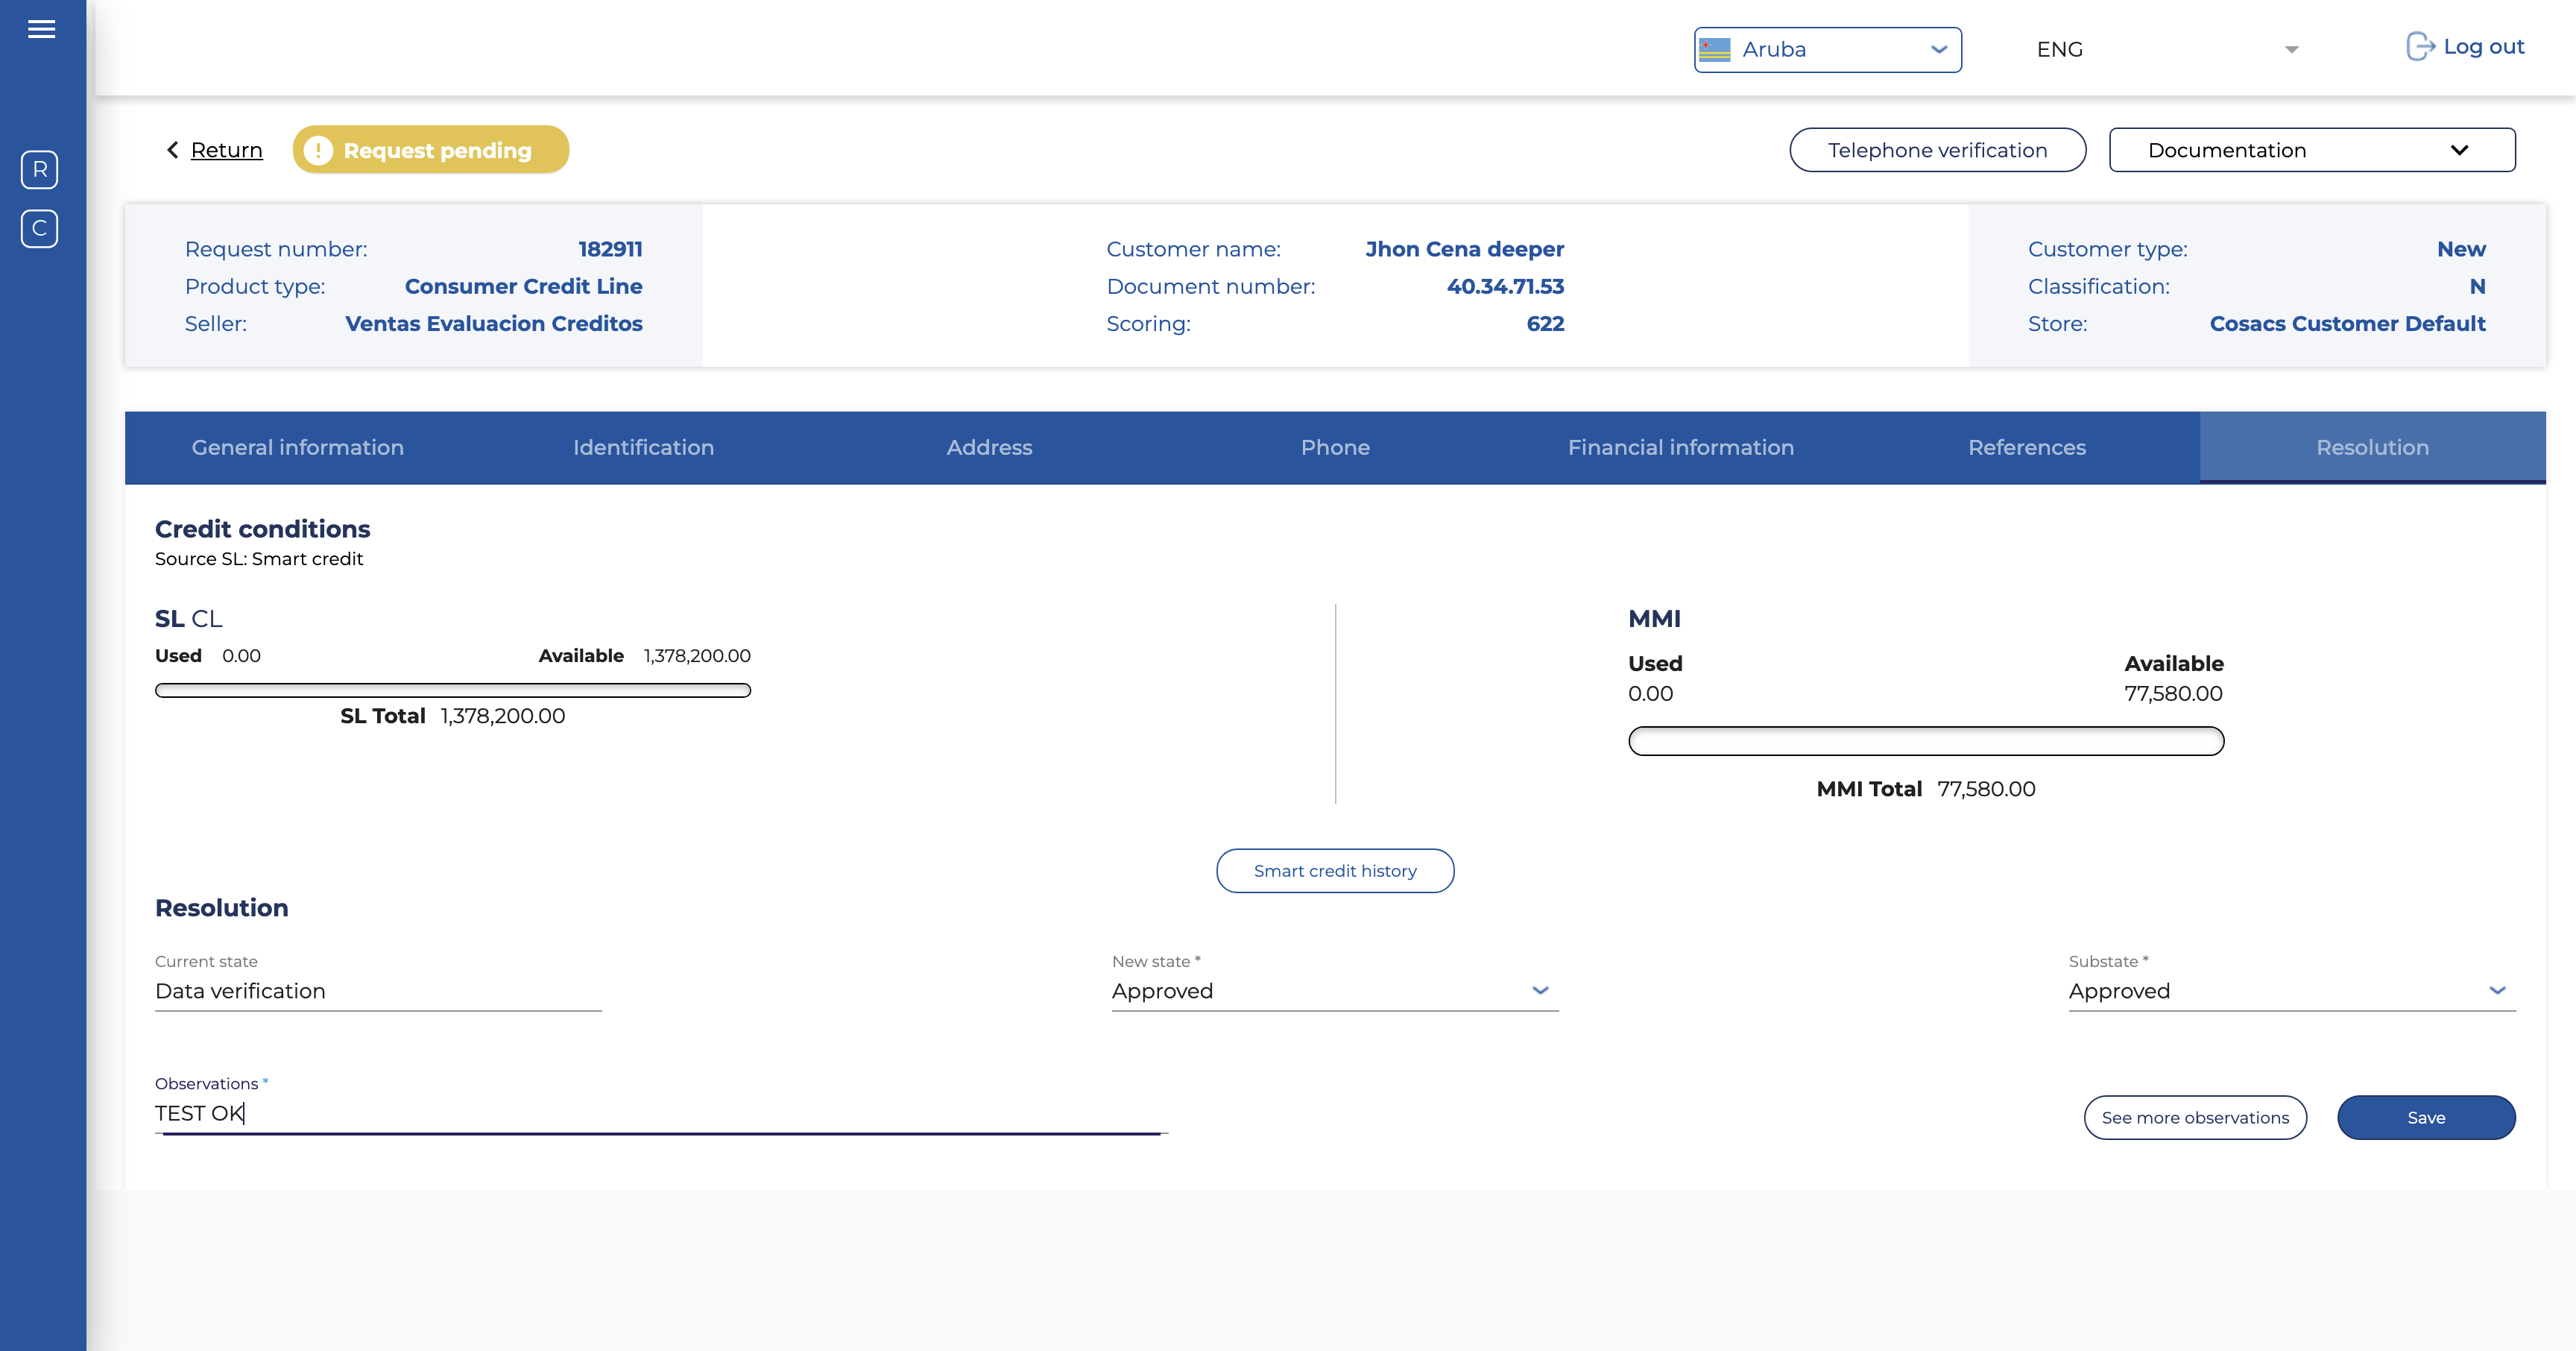 Aruba
ENG
Log out
Return
Request pending
Telephone verification
Documentation
R
C
Request number: 182911
Product type: Consumer Credit Line
Seller: Ventas Evaluacion Creditos
Customer name: Jhon Cena deeper
Document number: 40.34.71.53
Scoring: 622
Customer type: New
Classification: N
Store: Cosacs Customer Default
General information
Identification
Address
Phone
Financial information
References
Resolution
Credit conditions
Source SL: Smart credit
SL CL
Used 0.00 Available 1,378,200.00
SL Total 1,378,200.00
MMI
Used Available
0.00 77,580.00
MMI Total 77,580.00
Smart credit history
Resolution
Current state
Data verification
New state *
Approved
Substate *
Approved
Observations *
TEST OK
See more observations
Save